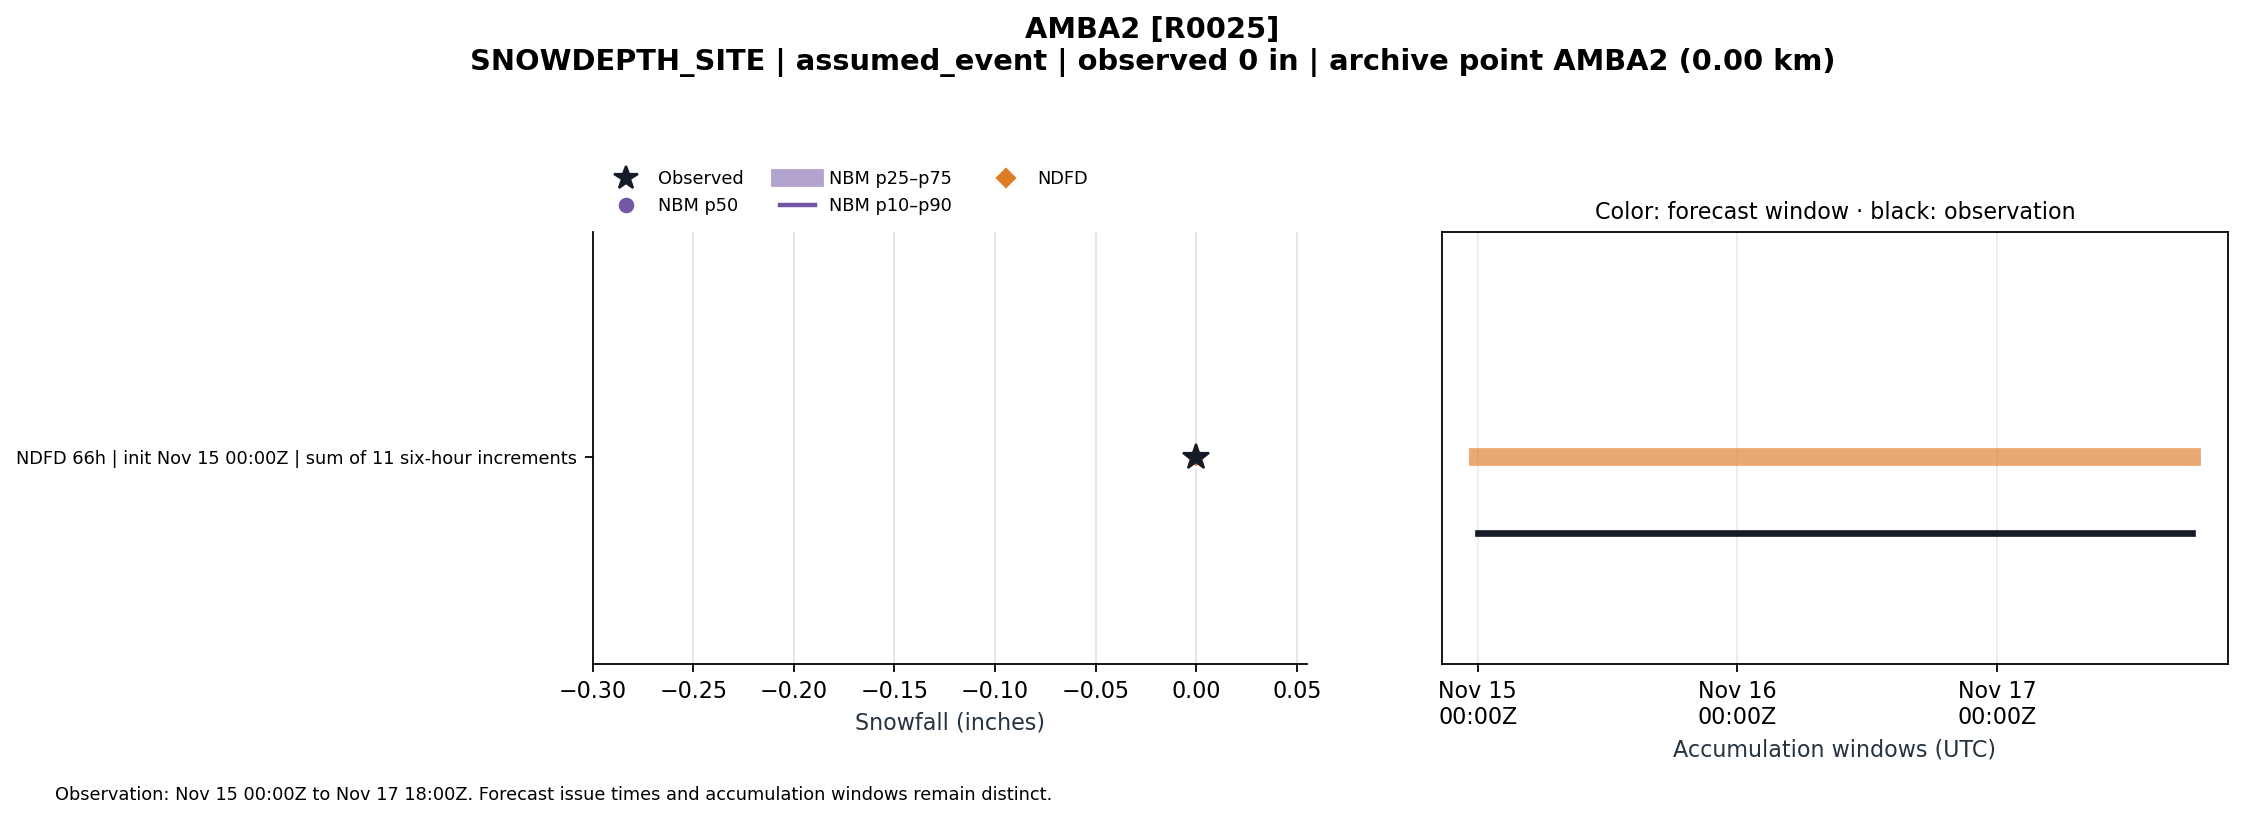 AMBA2 [R0025]
SNOWDEPTH_SITE | assumed_event | observed 0 in | archive point AMBA2 (0.00 km)
Observed
NBM p50
NBM p25–p75
NBM p10–p90
NDFD
Color: forecast window · black: observation
NDFD 66h | init Nov 15 00:00Z | sum of 11 six-hour increments
−0.30 −0.25 −0.20 −0.15 −0.10 −0.05 0.00 0.05
Snowfall (inches)
Nov 15 Nov 16 Nov 17
00:00Z 00:00Z 00:00Z
Accumulation windows (UTC)
Observation: Nov 15 00:00Z to Nov 17 18:00Z. Forecast issue times and accumulation windows remain distinct.